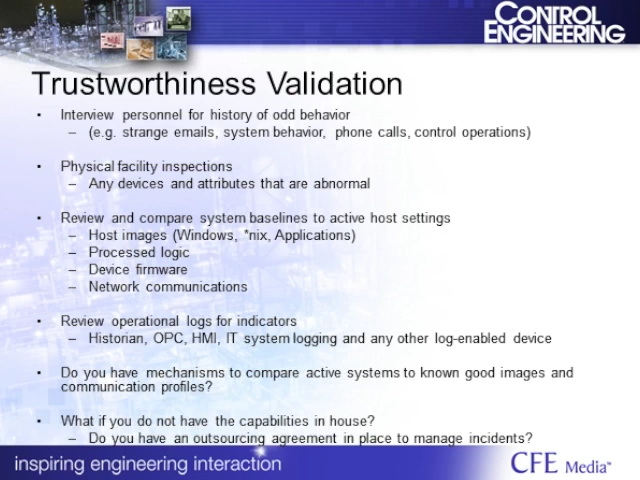 CONTROL
ENGINEERING
Trustworthiness Validation
• Interview personnel for history of odd behavior
– (e.g. strange emails, system behavior, phone calls, control operations)
• Physical facility inspections
– Any devices and attributes that are abnormal
• Review and compare system baselines to active host settings
– Host images (Windows, *nix, Applications)
– Processed logic
– Device firmware
– Network communications
• Review operational logs for indicators
– Historian, OPC, HMI, IT system logging and any other log-enabled device
• Do you have mechanisms to compare active systems to known good images and
communication profiles?
• What if you do not have the capabilities in house?
– Do you have an outsourcing agreement in place to manage incidents?
inspiring engineering interaction
CFE Media™